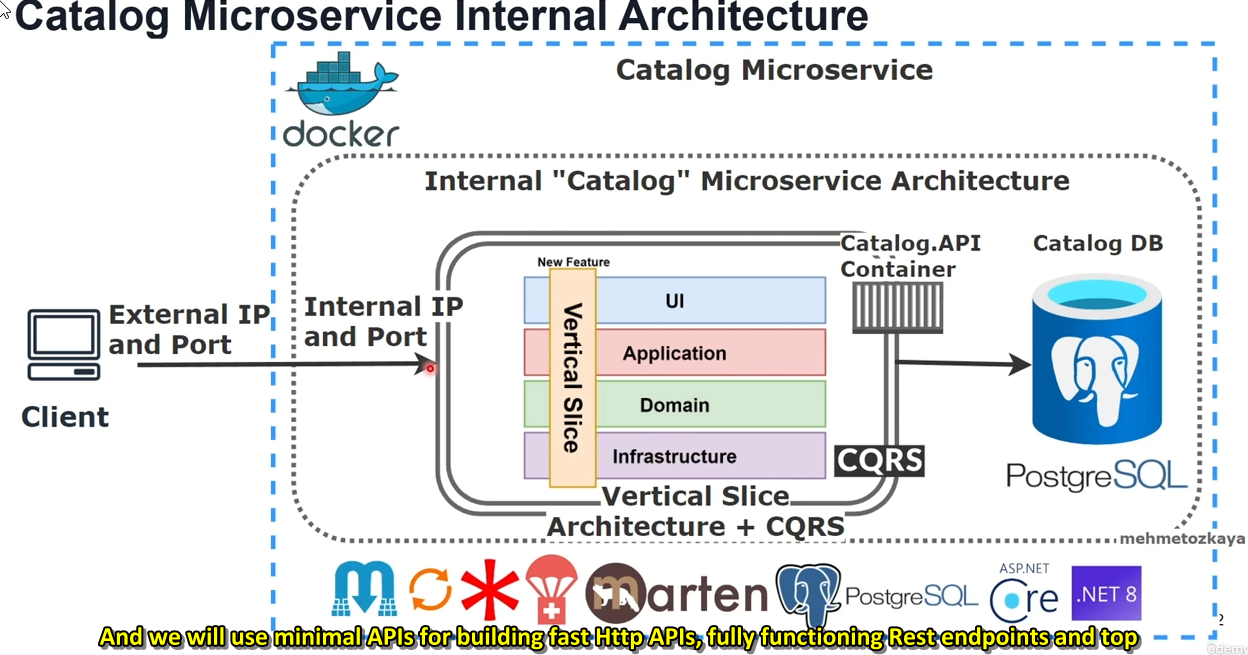 Catalog Microservice Internal Architecture
Catalog Microservice
docker
Internal "Catalog" Microservice Architecture
Catalog.API
Container
Catalog DB
New Feature
UI
Application
Domain
Infrastructure
Vertical Slice
External IP
and Port
Internal IP
and Port
Client
CQRS
PostgreSQL
Vertical Slice
Architecture + CQRS
mehmetozkaya
marten
PostgreSQL
ASP.NET
Core
.NET 8
2
And we will use minimal APIs for building fast Http APIs, fully functioning Rest endpoints and top
ûdemy